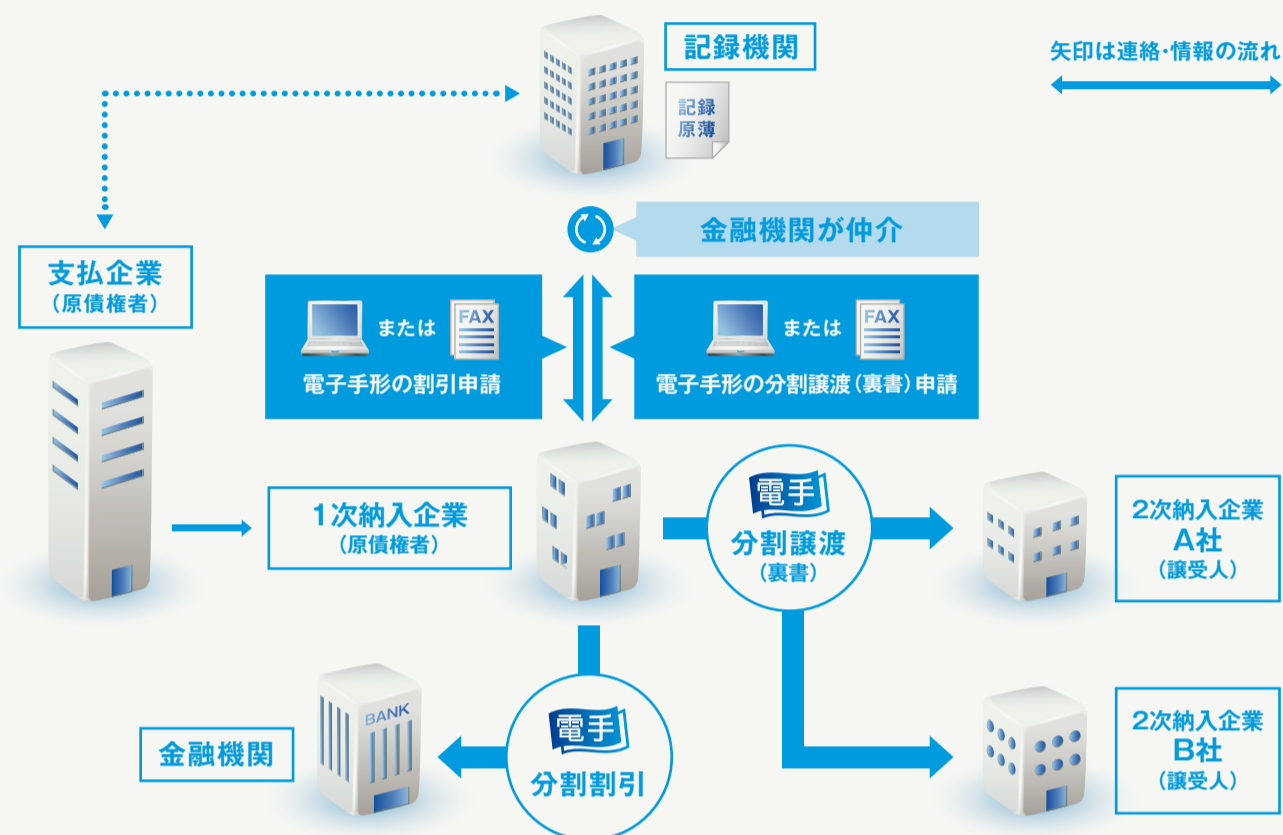 記録機関
記録
原薄
矢印は連絡・情報の流れ
金融機関が仲介
支払企業
（原債権者）
または
FAX
電子手形の割引申請
または
FAX
電子手形の分割譲渡（裏書）申請
1次納入企業
（原債権者）
電手
分割譲渡
（裏書）
2次納入企業
A社
（譲受人）
金融機関
BANK
電手
分割割引
2次納入企業
B社
（譲受人）